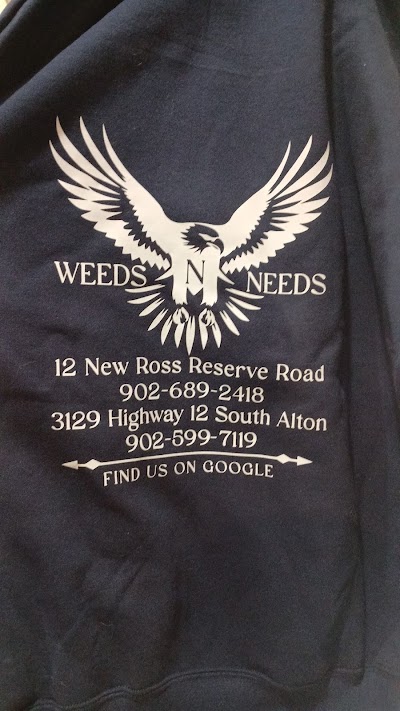 WEEDS N NEEDS
12 New Ross Reserve Road
902-689-2418
3129 Highway 12 South Alton
902-599-7119
FIND US ON GOOGLE